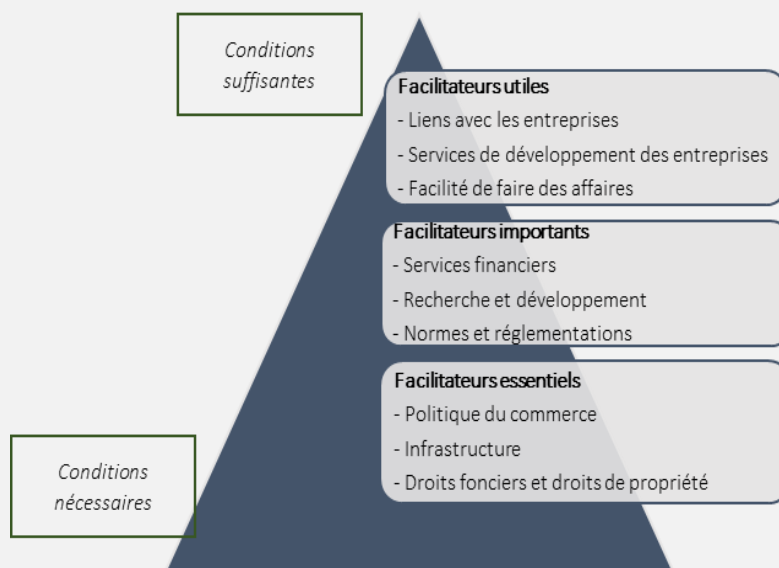 Conditions
suffisantes
Facilitateurs utiles
- Liens avec les entreprises
- Services de développement des entreprises
- Facilité de faire des affaires
Facilitateurs importants
- Services financiers
- Recherche et développement
- Normes et réglementations
Facilitateurs essentiels
- Politique du commerce
- Infrastructure
- Droits fonciers et droits de propriété
Conditions
nécessaires